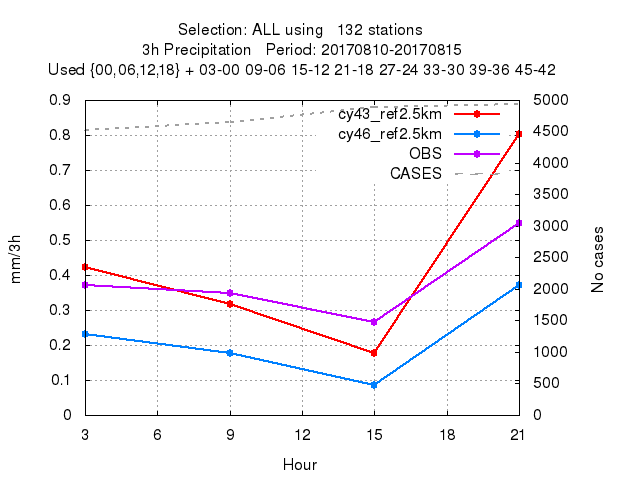 Selection: ALL using   132 stations
3h Precipitation   Period: 20170810-20170815
Used {00,06,12,18} + 03-00 09-06 15-12 21-18 27-24 33-30 39-36 45-42
0.9 5000
cy43_ref2.5km
0.8 4500
cy46_ref2.5km
OBS
4000
0.7 CASES 3500
0.6 3000
0.5 2500
0.4 2000
0.3 1500
0.2 1000
0.1 500
0 0
mm/3h
No cases
3 6 9 12 15 18 21
Hour